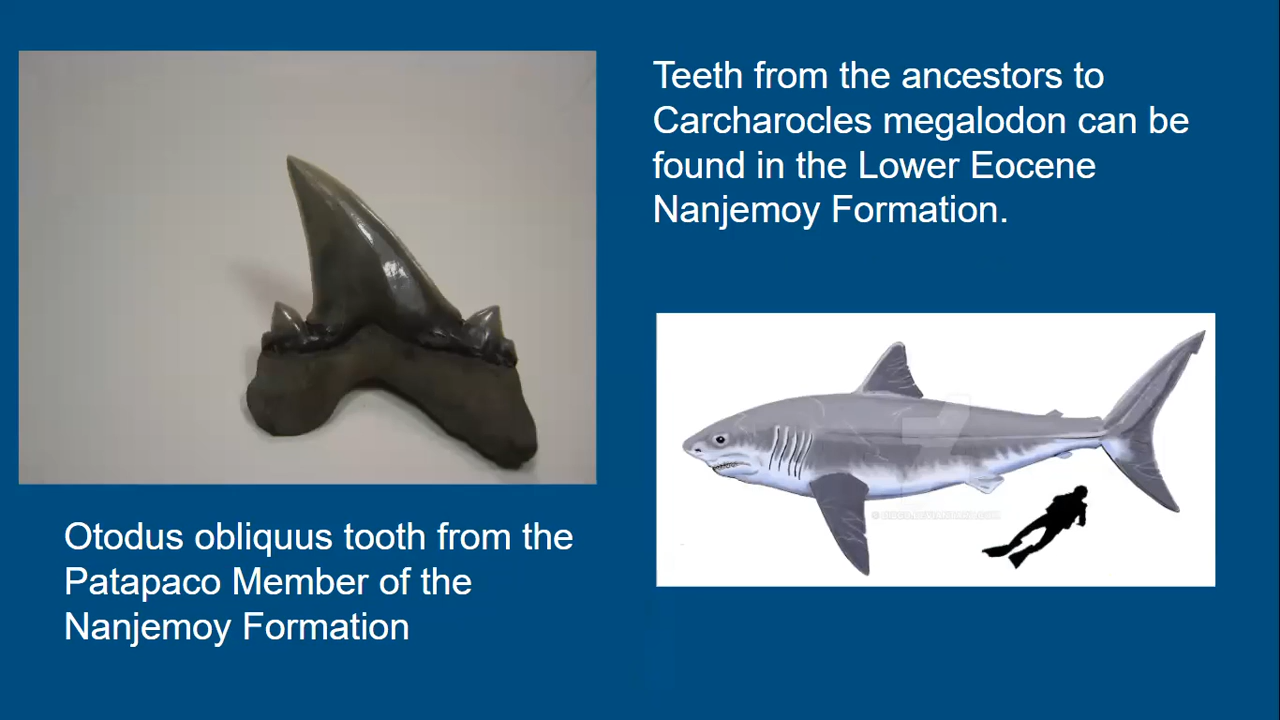 Teeth from the ancestors to
Carcharocles megalodon can be
found in the Lower Eocene
Nanjemoy Formation.
Otodus obliquus tooth from the
Patapaco Member of the
Nanjemoy Formation